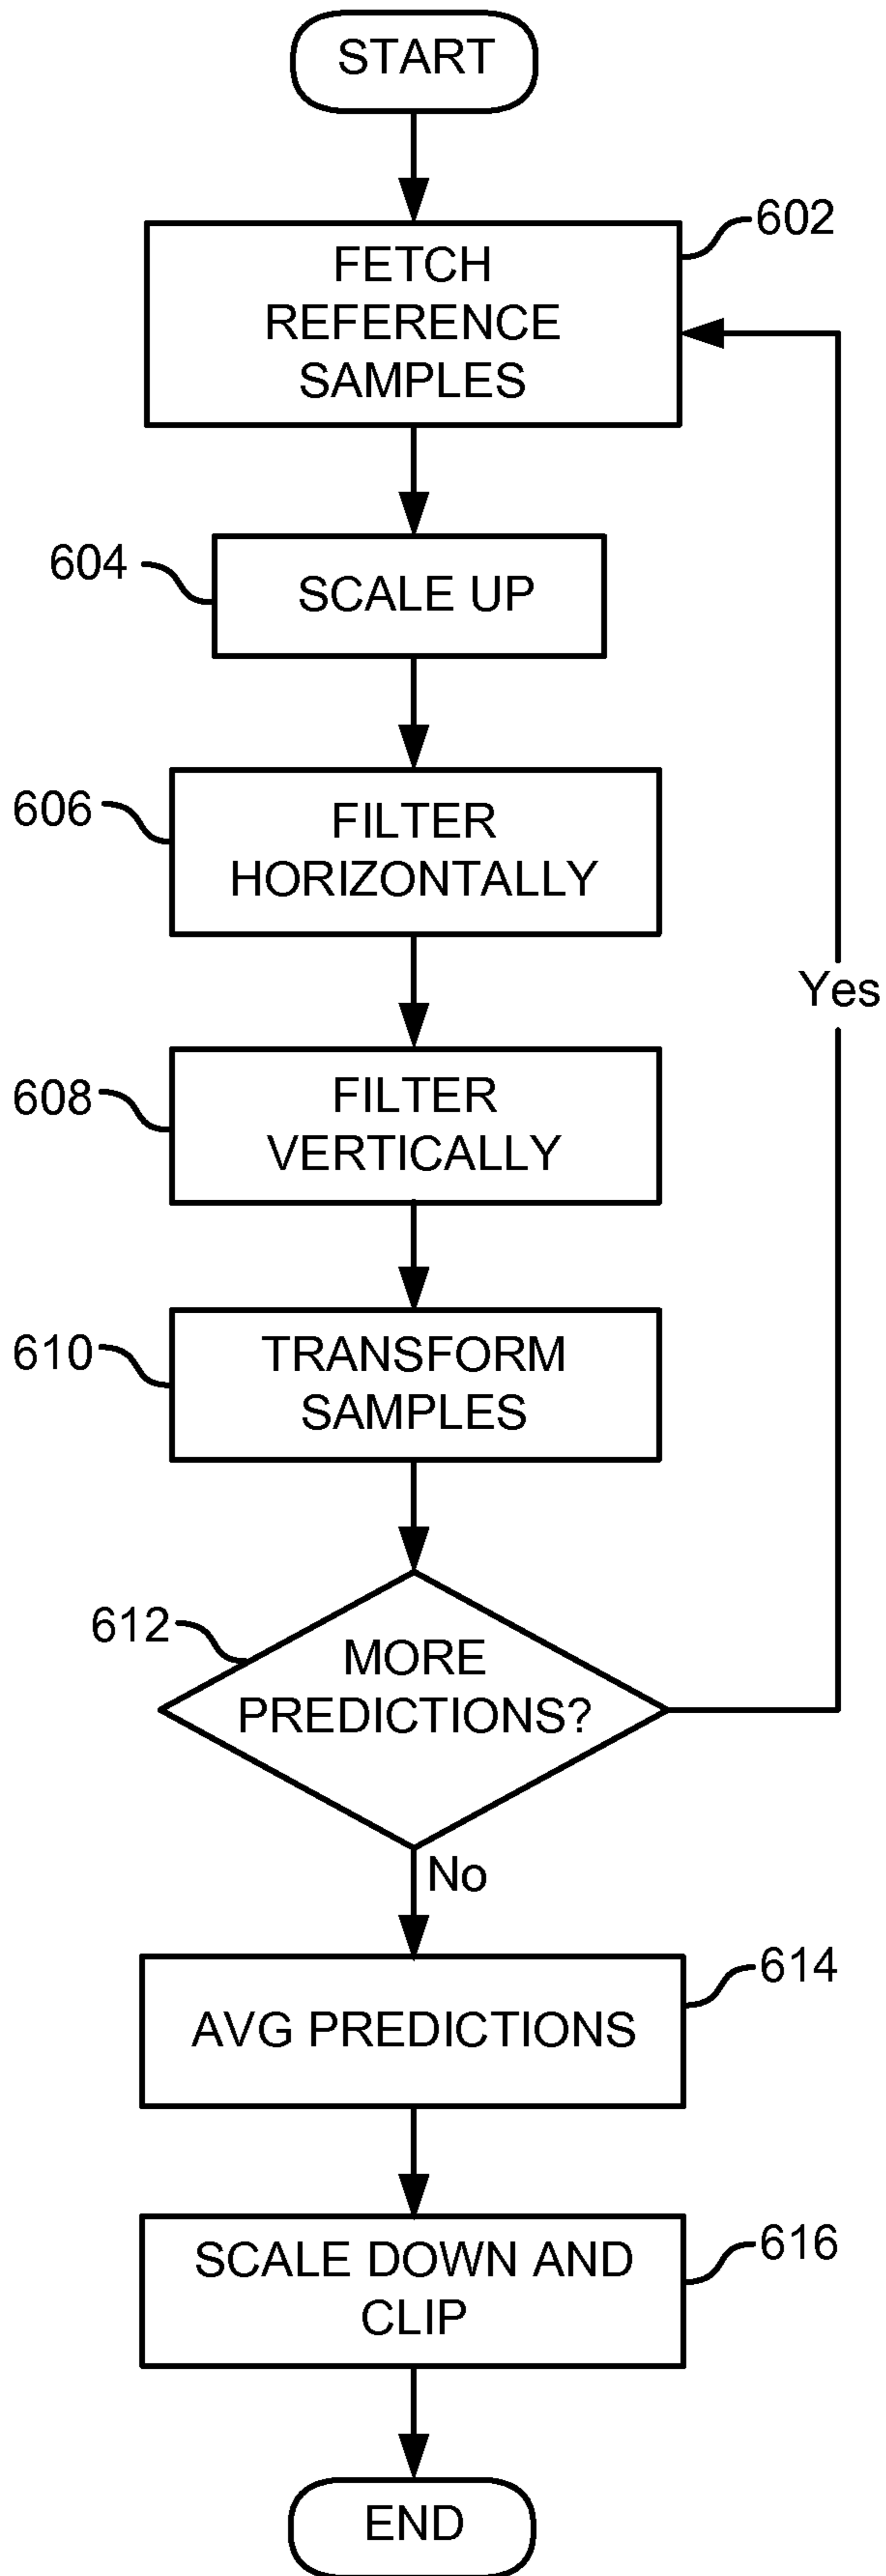 START
602
FETCH
REFERENCE
SAMPLES
604
SCALE UP
606
FILTER
HORIZONTALLY
Yes
608
FILTER
VERTICALLY
610
TRANSFORM
SAMPLES
612
MORE
PREDICTIONS?
No
614
AVG PREDICTIONS
616
SCALE DOWN AND
CLIP
END